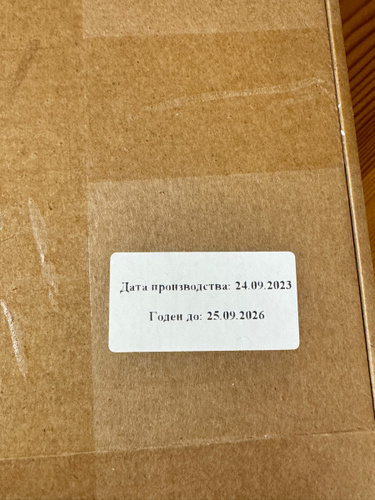 Дата производства: 24.09.2023
Годен до: 25.09.2026